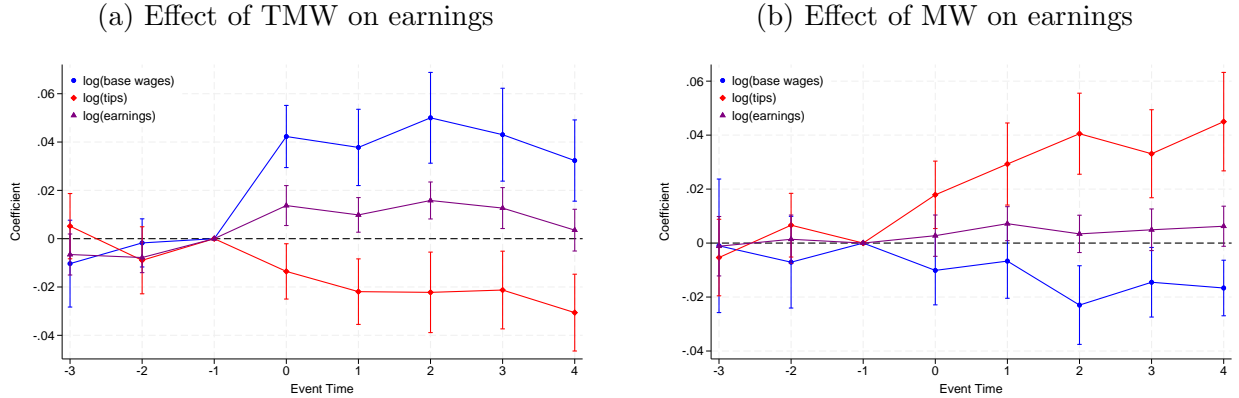 (a) Effect of TMW on earnings
log(base wages)
log(tips)
log(earnings)
.06
.04
.02
0
-.02
-.04
Coefficient
-3 -2 -1 0 1 2 3 4
Event Time
(b) Effect of MW on earnings
log(base wages)
log(tips)
log(earnings)
.06
.04
.02
0
-.02
-.04
Coefficient
-3 -2 -1 0 1 2 3 4
Event Time